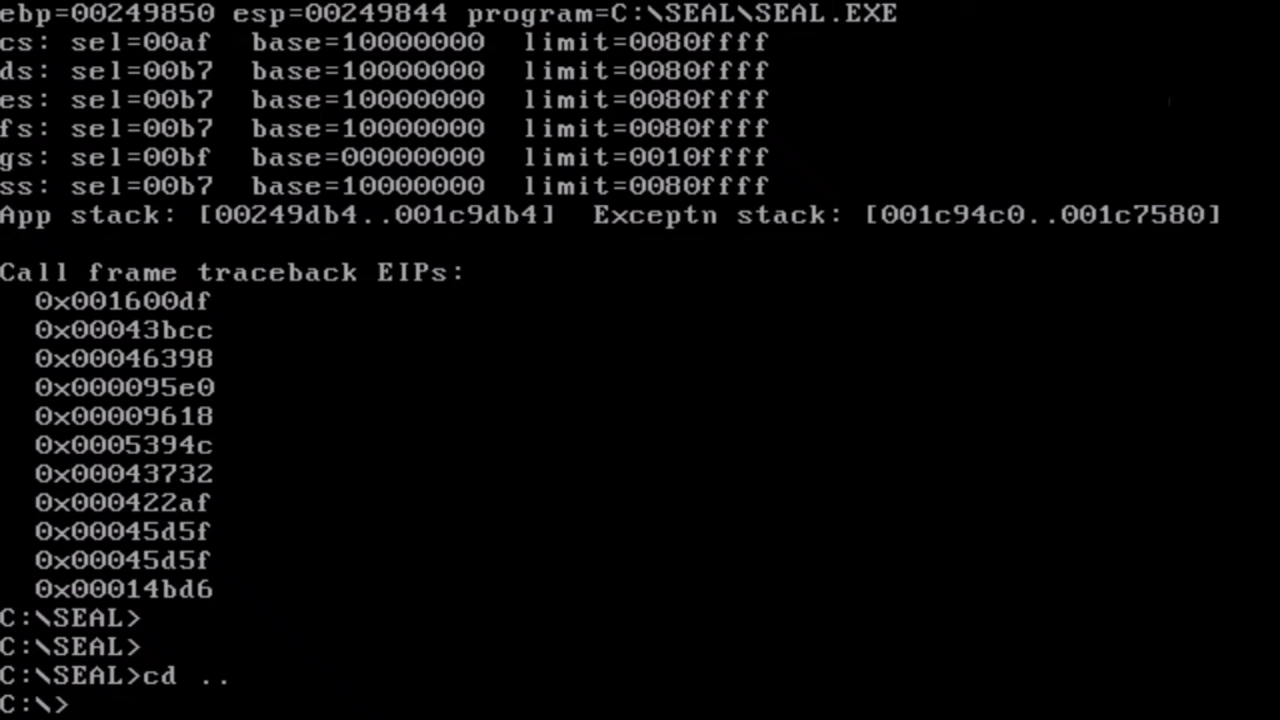 ebp=00249850 esp=00249844 program=C:\SEAL\SEAL.EXE
cs: sel=00af  base=10000000  limit=0080ffff
ds: sel=00b7  base=10000000  limit=0080ffff
es: sel=00b7  base=10000000  limit=0080ffff
fs: sel=00b7  base=10000000  limit=0080ffff
gs: sel=00bf  base=00000000  limit=0010ffff
ss: sel=00b7  base=10000000  limit=0080ffff
App stack: [00249db4..001c9db4]  Exceptn stack: [001c94c0..001c7580]
Call frame traceback EIPs:
  0x001600df
  0x00043bcc
  0x00046398
  0x000095e0
  0x00009618
  0x0005394c
  0x00043732
  0x000422af
  0x00045d5f
  0x00045d5f
  0x00014bd6
C:\SEAL>
C:\SEAL>
C:\SEAL>cd ..
C:\>